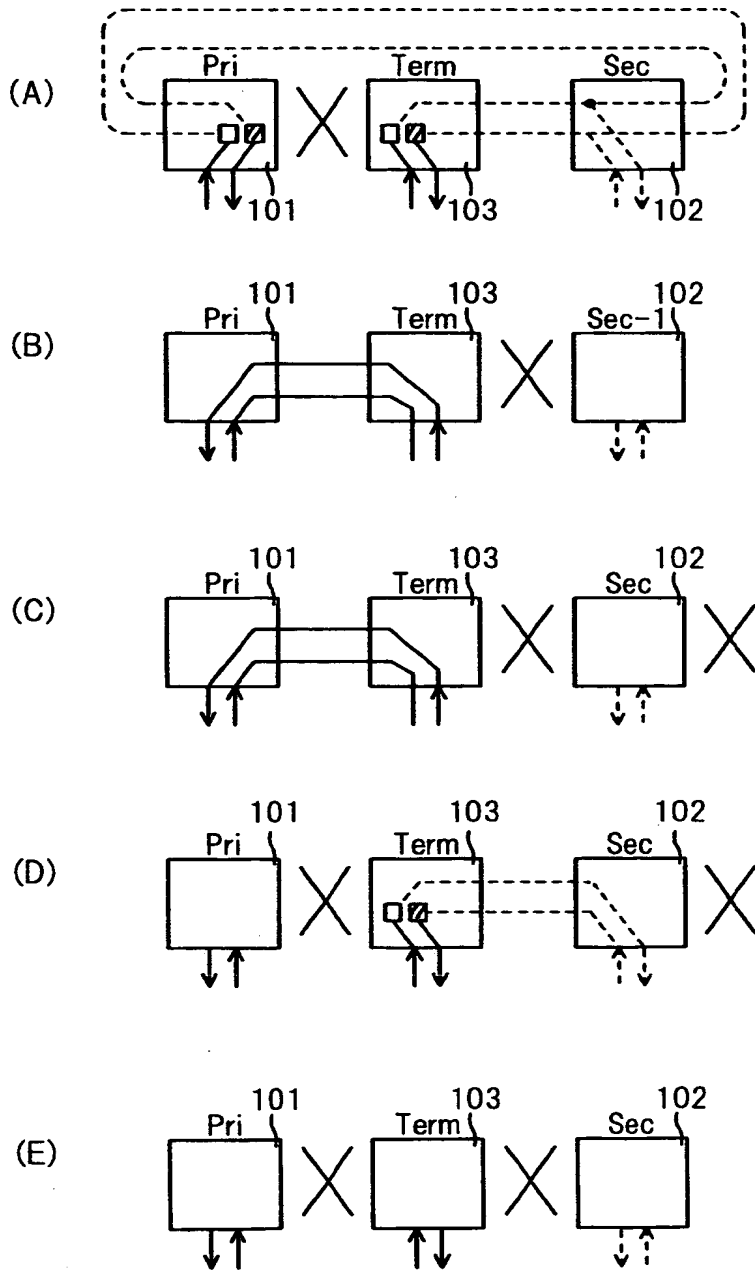 (A)
Pri Term Sec
101 103 102
(B)
101 103 102
Pri Term Sec-1
(C)
101 103 102
Pri Term Sec
(D)
101 103 102
Pri Term Sec
(E)
101 103 102
Pri Term Sec